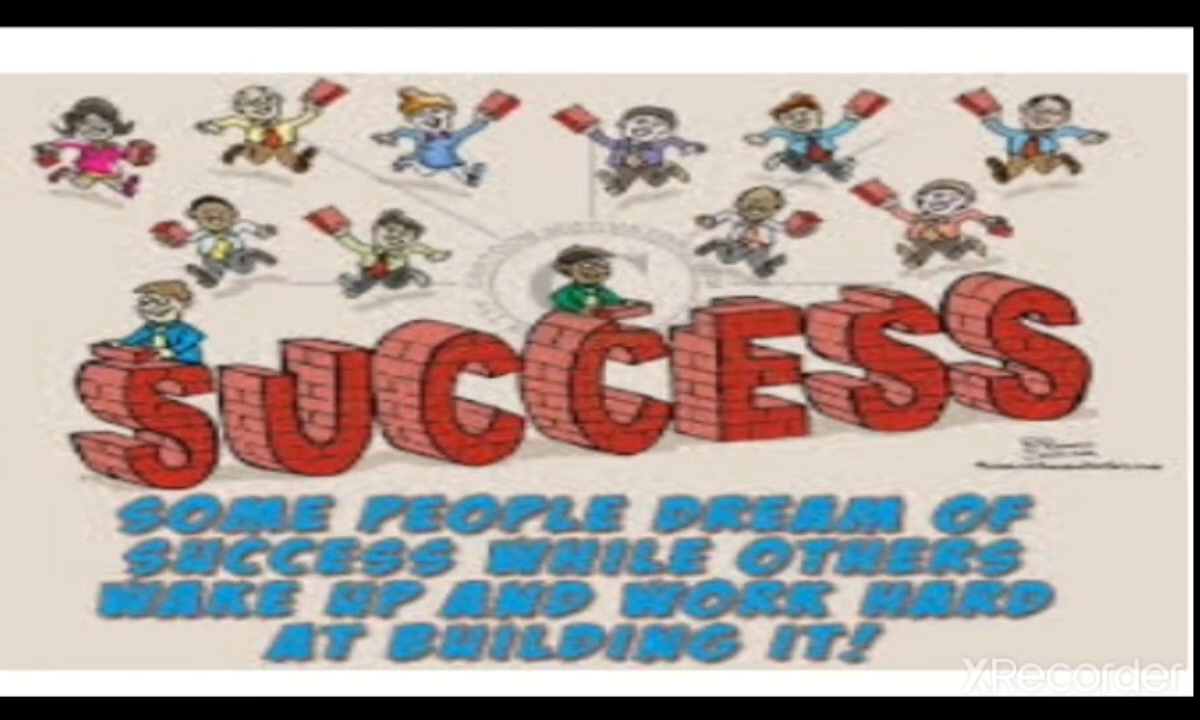 SUCCESS
SOME PEOPLE DREAM OF
SUCCESS WHILE OTHERS
WAKE UP AND WORK HARD
AT BUILDING IT!
XRecorder